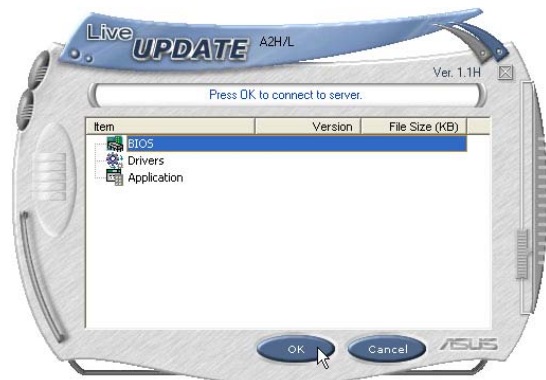 Live
UPDATE A2H/L
Ver. 1.1H
Press OK to connect to server.
Item Version File Size (KB)
BIOS
Drivers
Application
OK Cancel ASUS